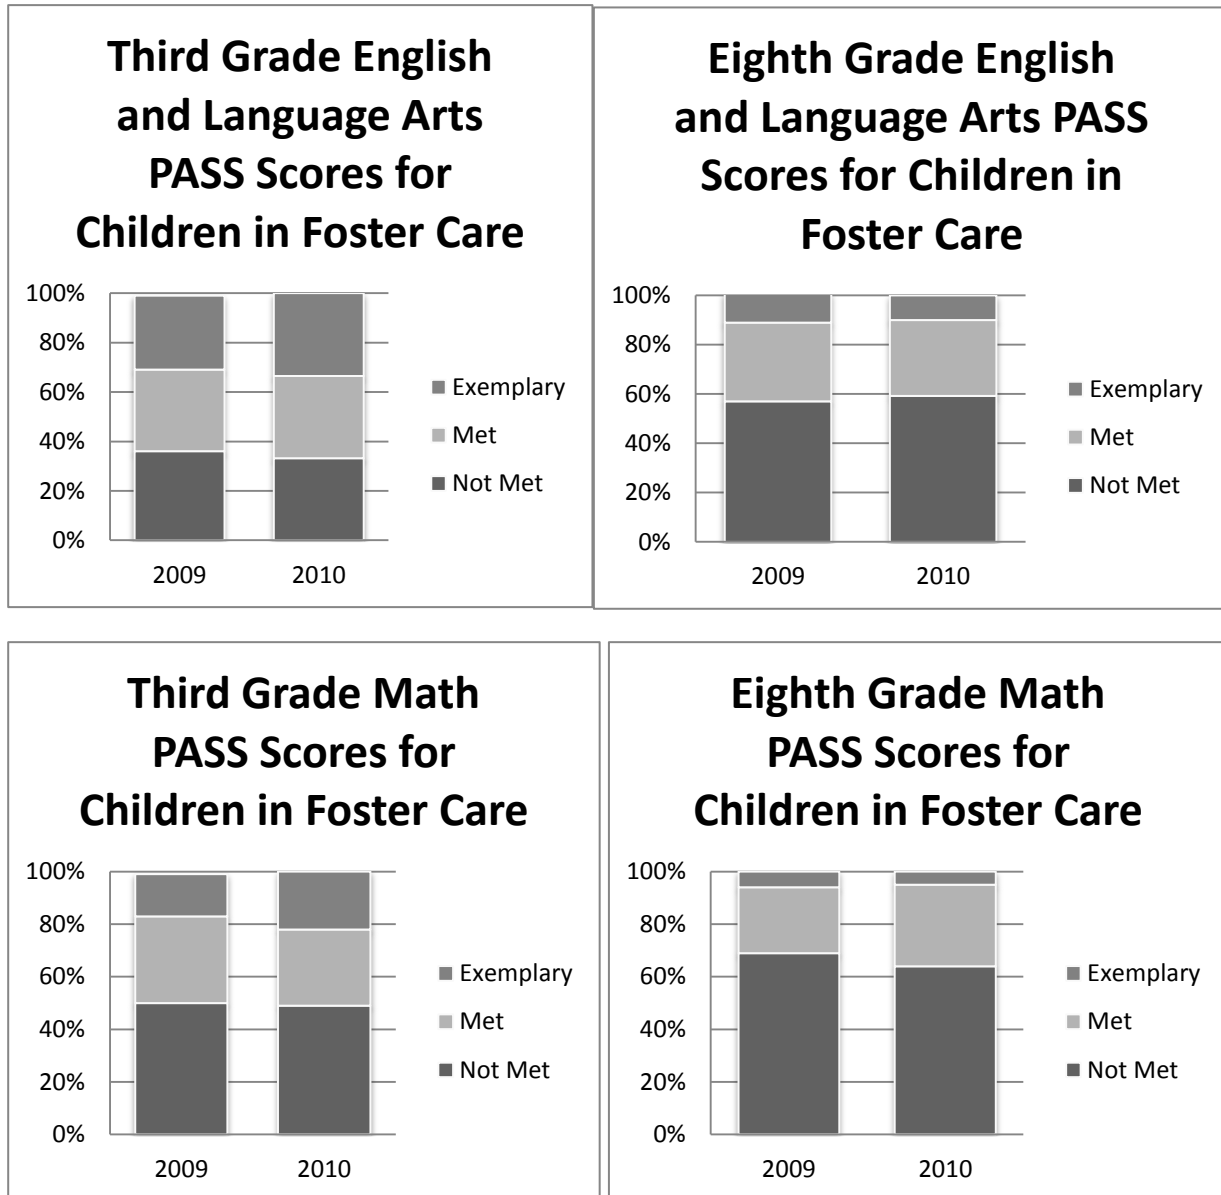 Third Grade English
and Language Arts
PASS Scores for
Children in Foster Care
100%
80%
60%
40%
20%
0%
2009 2010
Exemplary
Met
Not Met
Eighth Grade English
and Language Arts PASS
Scores for Children in
Foster Care
100%
80%
60%
40%
20%
0%
2009 2010
Exemplary
Met
Not Met
Third Grade Math
PASS Scores for
Children in Foster Care
100%
80%
60%
40%
20%
0%
2009 2010
Exemplary
Met
Not Met
Eighth Grade Math
PASS Scores for
Children in Foster Care
100%
80%
60%
40%
20%
0%
2009 2010
Exemplary
Met
Not Met